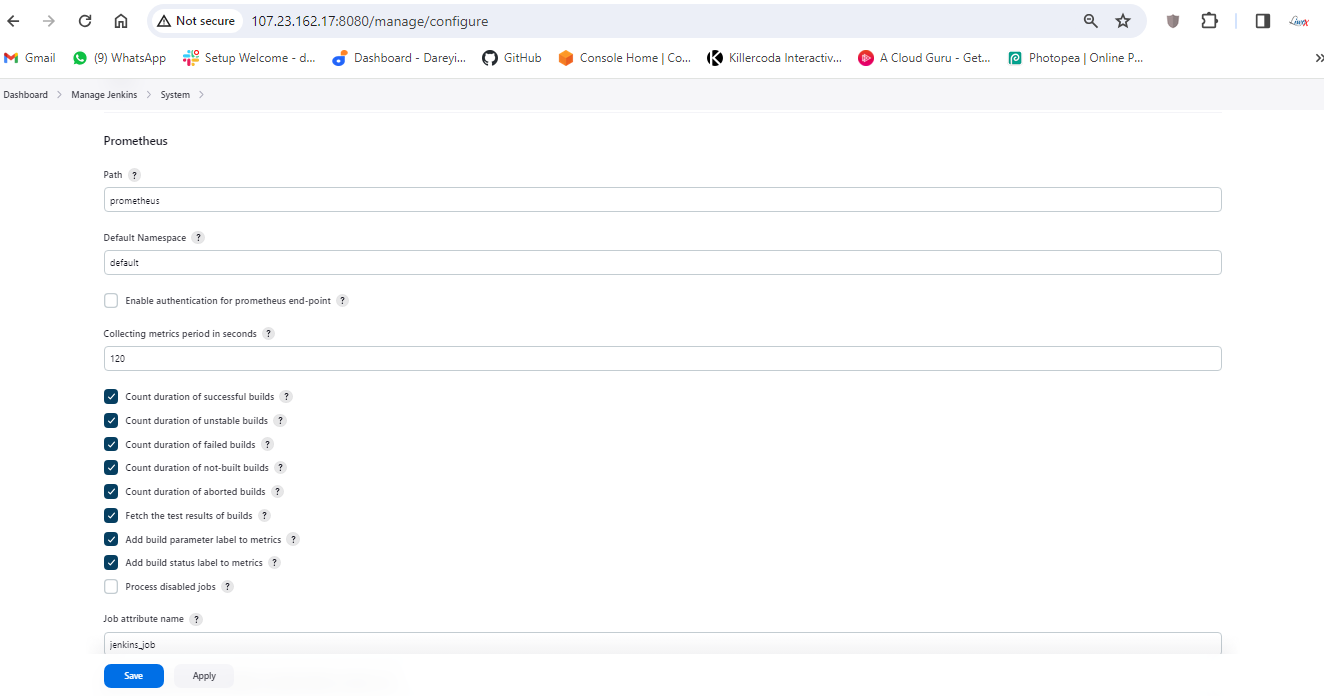 Not secure 107.23.162.17:8080/manage/configure
Gmail (9) WhatsApp Setup Welcome - d... Dashboard - Dareyi... GitHub Console Home | Co... Killercoda Interactiv... A Cloud Guru - Get... Photopea | Online P... »
Dashboard > Manage Jenkins > System >
Prometheus
Path ?
prometheus
Default Namespace ?
default
Enable authentication for prometheus end-point ?
Collecting metrics period in seconds ?
120
Count duration of successful builds ?
Count duration of unstable builds ?
Count duration of failed builds ?
Count duration of not-built builds ?
Count duration of aborted builds ?
Fetch the test results of builds ?
Add build parameter label to metrics ?
Add build status label to metrics ?
Process disabled jobs ?
Job attribute name ?
jenkins_job
Save Apply